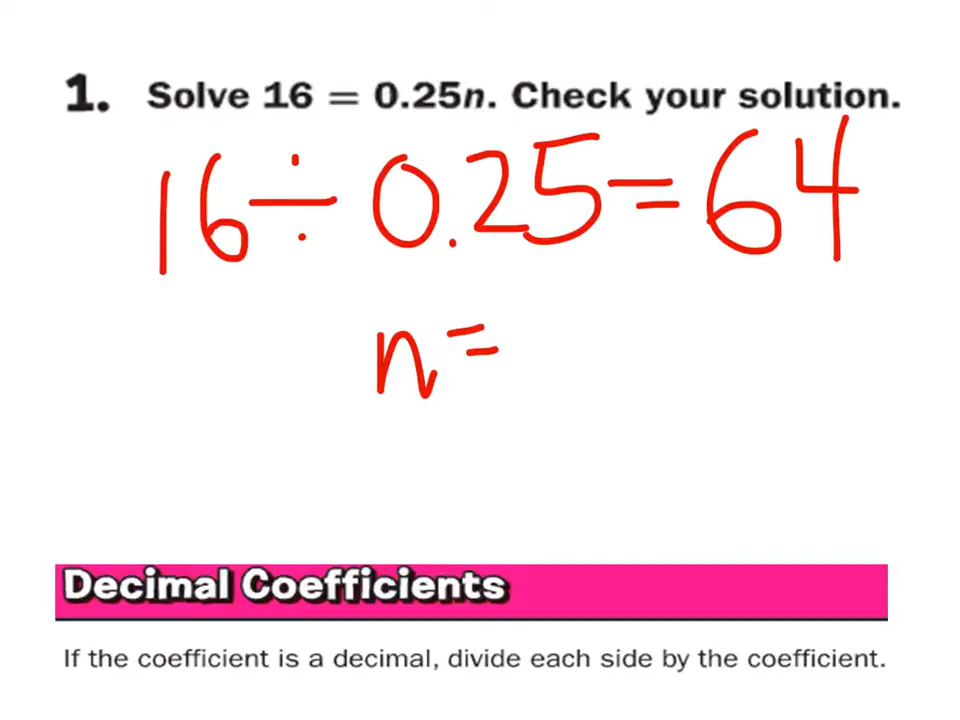 1. Solve 16 = 0.25n. Check your solution.
16 ÷ 0.25 = 64
n =
Decimal Coefficients
If the coefficient is a decimal, divide each side by the coefficient.